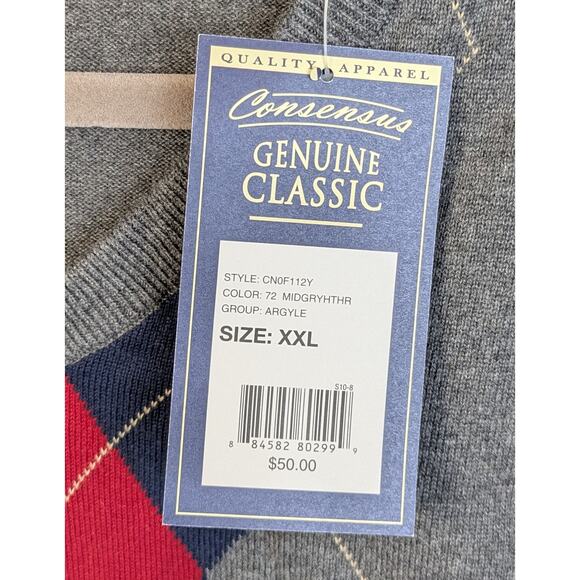 QUALITY APPAREL
Consensus
GENUINE
CLASSIC
STYLE: CN0F112Y
COLOR: 72 MIDGRYHTHR
GROUP: ARGYLE
SIZE: XXL
S10-8
8 84582 80299 9
$50.00